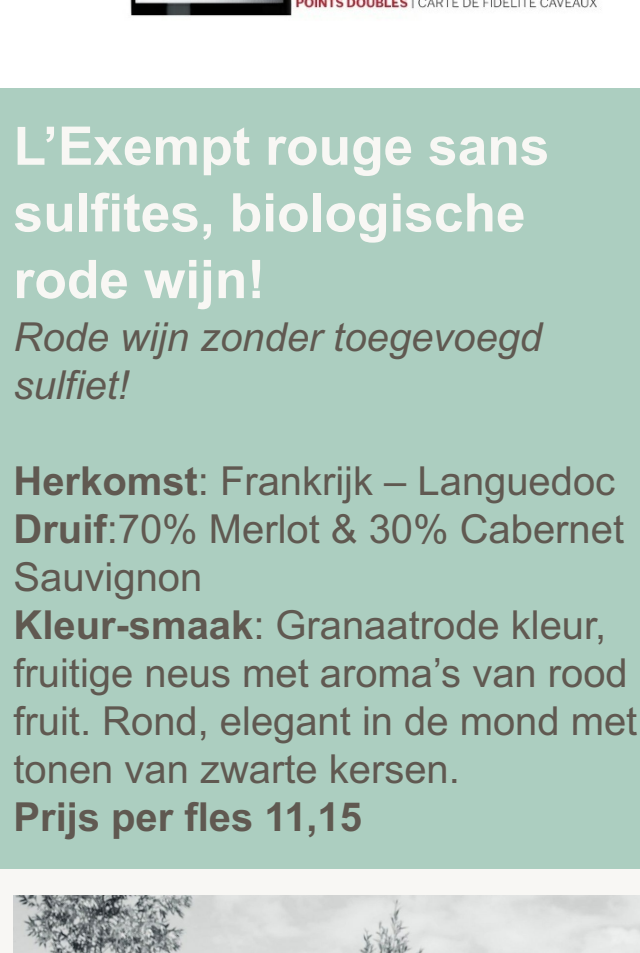 POINTS DOUBLES | CARTE DE FIDÉLITÉ CAVEAUX
L’Exempt rouge sans
sulfites, biologische
rode wijn!
Rode wijn zonder toegevoegd
sulfiet!
Herkomst: Frankrijk – Languedoc
Druif:70% Merlot & 30% Cabernet
Sauvignon
Kleur-smaak: Granaatrode kleur,
fruitige neus met aroma’s van rood
fruit. Rond, elegant in de mond met
tonen van zwarte kersen.
Prijs per fles 11,15